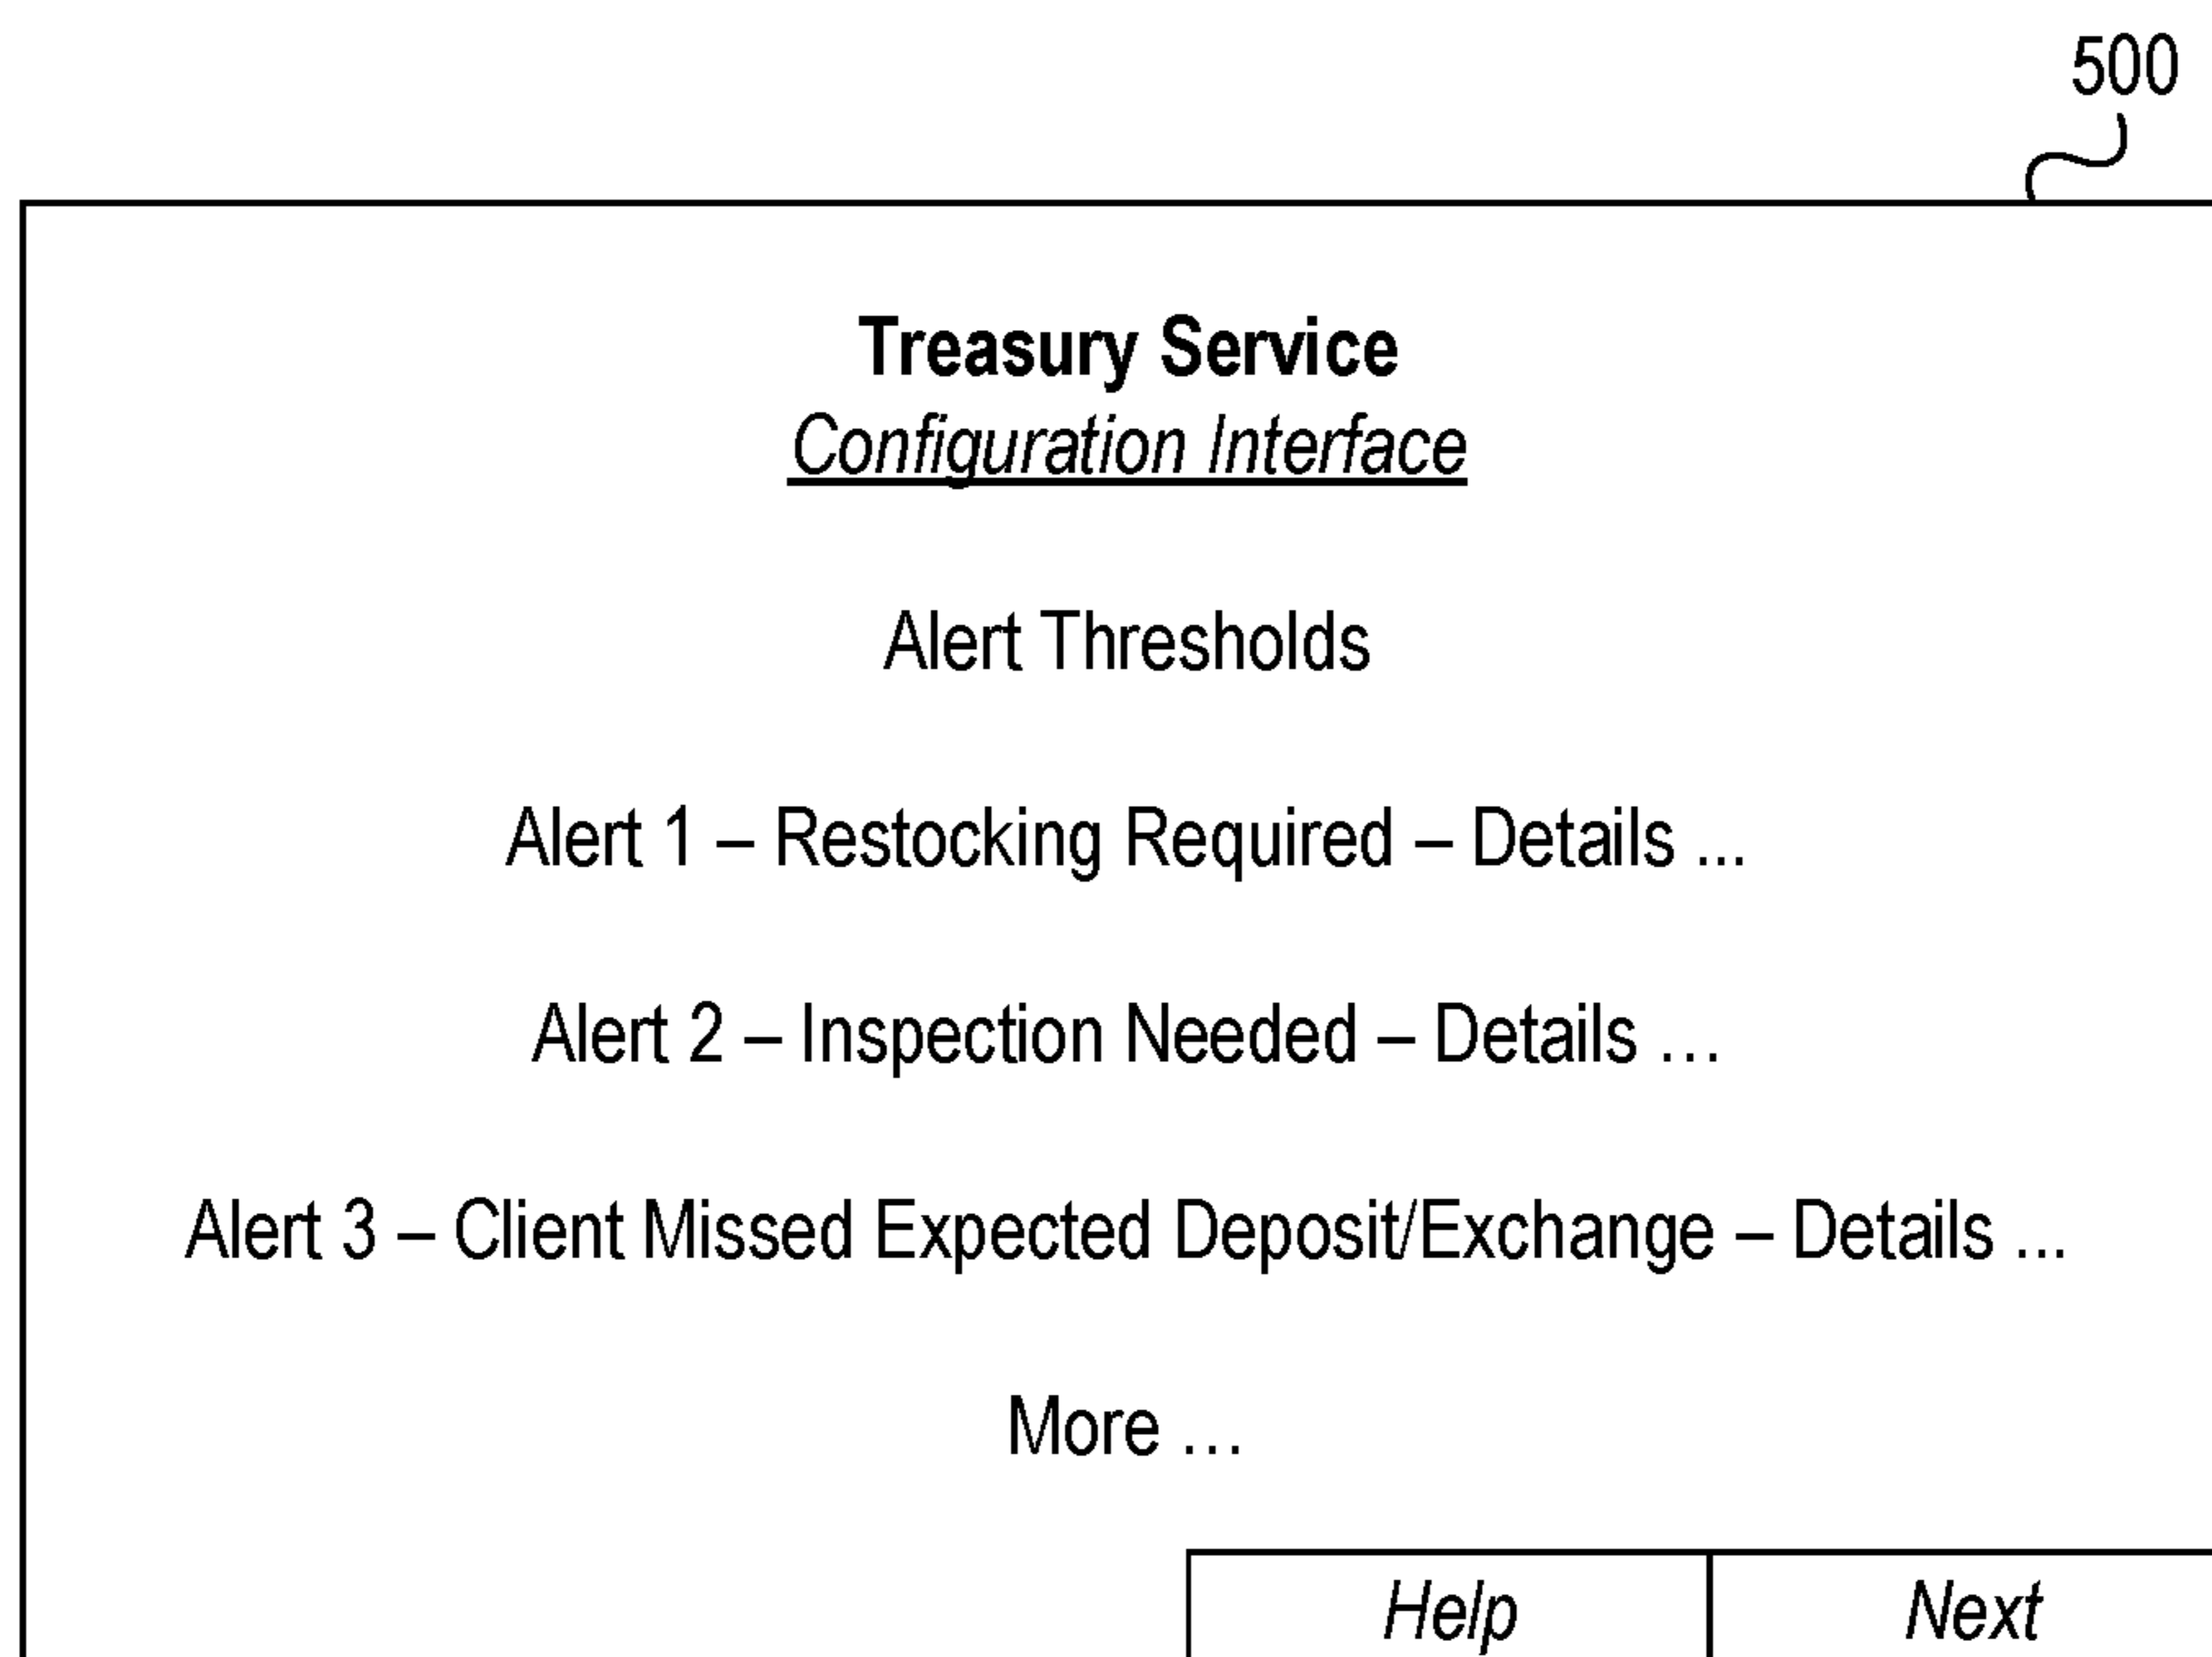 500
Treasury Service
Configuration Interface
Alert Thresholds
Alert 1 – Restocking Required – Details ...
Alert 2 – Inspection Needed – Details …
Alert 3 – Client Missed Expected Deposit/Exchange – Details ...
More …
Help Next